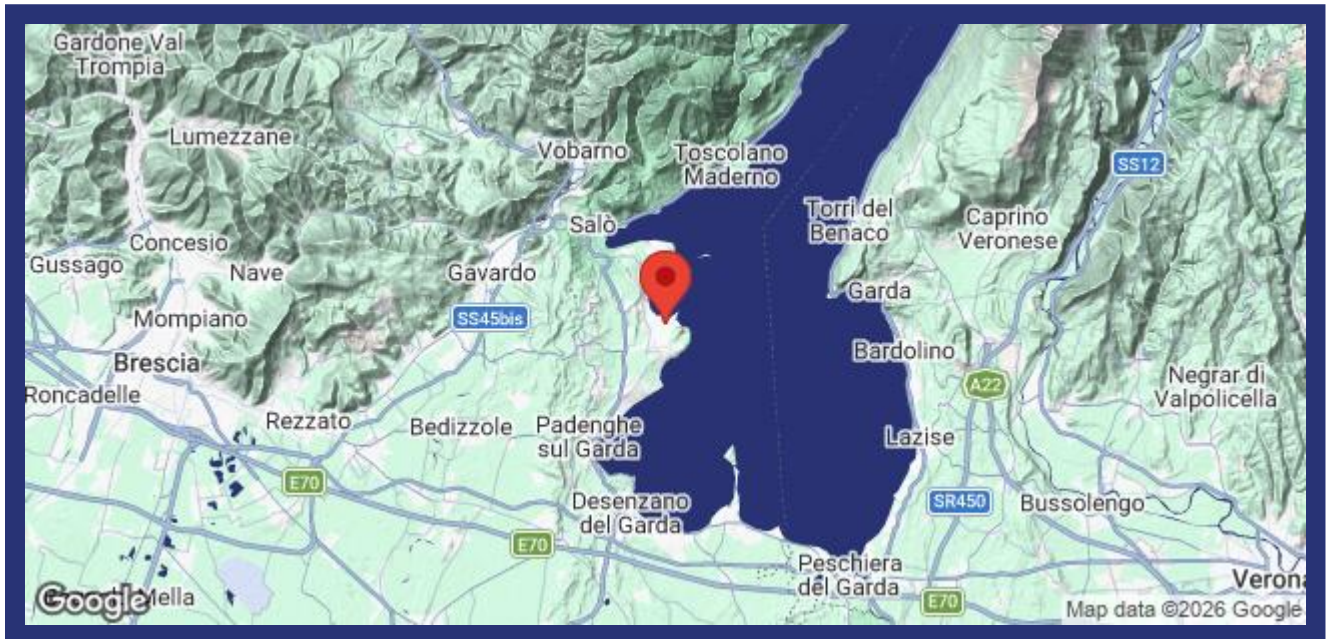 Gardone Val
Trompia
Lumezzane
Vobarno
Toscolano
Maderno
SS12
Salò
Torri del
Benaco
Caprino
Veronese
Concesio
Gussago
Nave
Gavardo
Garda
Mompiano
SS45bis
Bardolino
Brescia
A22
Roncadelle
Negrar di
Valpolicella
Rezzato
Bedizzole
Padenghe
sul Garda
Lazise
E70
Desenzano
del Garda
SR450
Bussolengo
E70
Peschiera
del Garda
Verona
E70
Google
Mella
Map data ©2026 Google